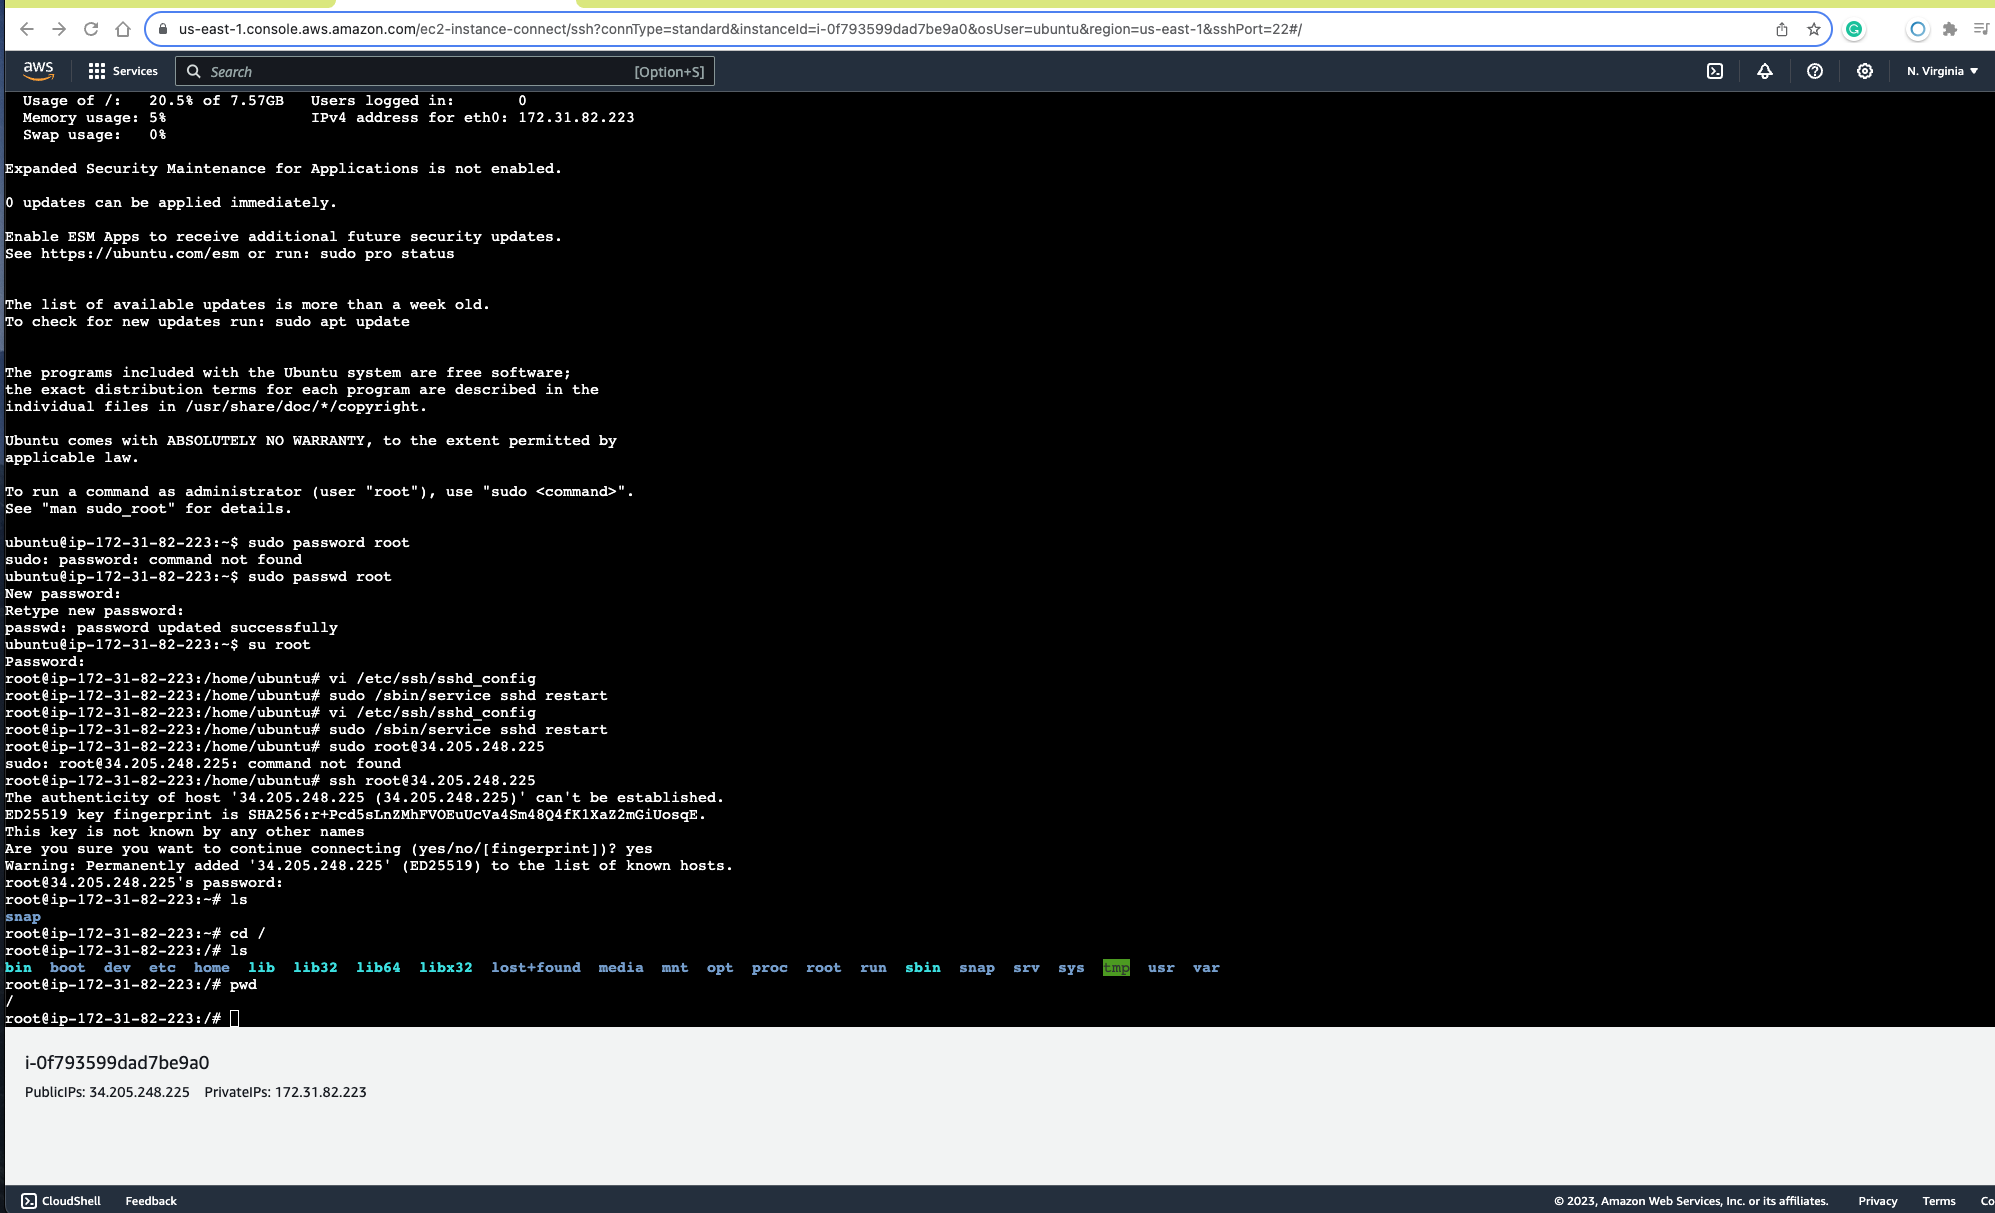 us-east-1.console.aws.amazon.com/ec2-instance-connect/ssh?connType=standard&instanceId=i-0f793599dad7be9a0&osUser=ubuntu&region=us-east-1&sshPort=22#/
aws Services Search [Option+S] N. Virginia
Usage of /: 20.5% of 7.57GB Users logged in: 0
Memory usage: 5% IPv4 address for eth0: 172.31.82.223
Swap usage: 0%
Expanded Security Maintenance for Applications is not enabled.
0 updates can be applied immediately.
Enable ESM Apps to receive additional future security updates.
See https://ubuntu.com/esm or run: sudo pro status
The list of available updates is more than a week old.
To check for new updates run: sudo apt update
The programs included with the Ubuntu system are free software;
the exact distribution terms for each program are described in the
individual files in /usr/share/doc/*/copyright.
Ubuntu comes with ABSOLUTELY NO WARRANTY, to the extent permitted by
applicable law.
To run a command as administrator (user "root"), use "sudo <command>".
See "man sudo_root" for details.
ubuntu@ip-172-31-82-223:~$ sudo password root
sudo: password: command not found
ubuntu@ip-172-31-82-223:~$ sudo passwd root
New password:
Retype new password:
passwd: password updated successfully
ubuntu@ip-172-31-82-223:~$ su root
Password:
root@ip-172-31-82-223:/home/ubuntu# vi /etc/ssh/sshd_config
root@ip-172-31-82-223:/home/ubuntu# sudo /sbin/service sshd restart
root@ip-172-31-82-223:/home/ubuntu# vi /etc/ssh/sshd_config
root@ip-172-31-82-223:/home/ubuntu# sudo /sbin/service sshd restart
root@ip-172-31-82-223:/home/ubuntu# sudo root@34.205.248.225
sudo: root@34.205.248.225: command not found
root@ip-172-31-82-223:/home/ubuntu# ssh root@34.205.248.225
The authenticity of host '34.205.248.225 (34.205.248.225)' can't be established.
ED25519 key fingerprint is SHA256:r+Pcd5sLnZMhFVOEuUcVa4Sm48Q4fK1XaZ2mGiUosqE.
This key is not known by any other names
Are you sure you want to continue connecting (yes/no/[fingerprint])? yes
Warning: Permanently added '34.205.248.225' (ED25519) to the list of known hosts.
root@34.205.248.225's password:
root@ip-172-31-82-223:~# ls
snap
root@ip-172-31-82-223:~# cd /
root@ip-172-31-82-223:/# ls
bin boot dev etc home lib lib32 lib64 libx32 lost+found media mnt opt proc root run sbin snap srv sys tmp usr var
root@ip-172-31-82-223:/# pwd
/
root@ip-172-31-82-223:/#
i-0f793599dad7be9a0
PublicIPs: 34.205.248.225 PrivateIPs: 172.31.82.223
CloudShell Feedback © 2023, Amazon Web Services, Inc. or its affiliates. Privacy Terms Co